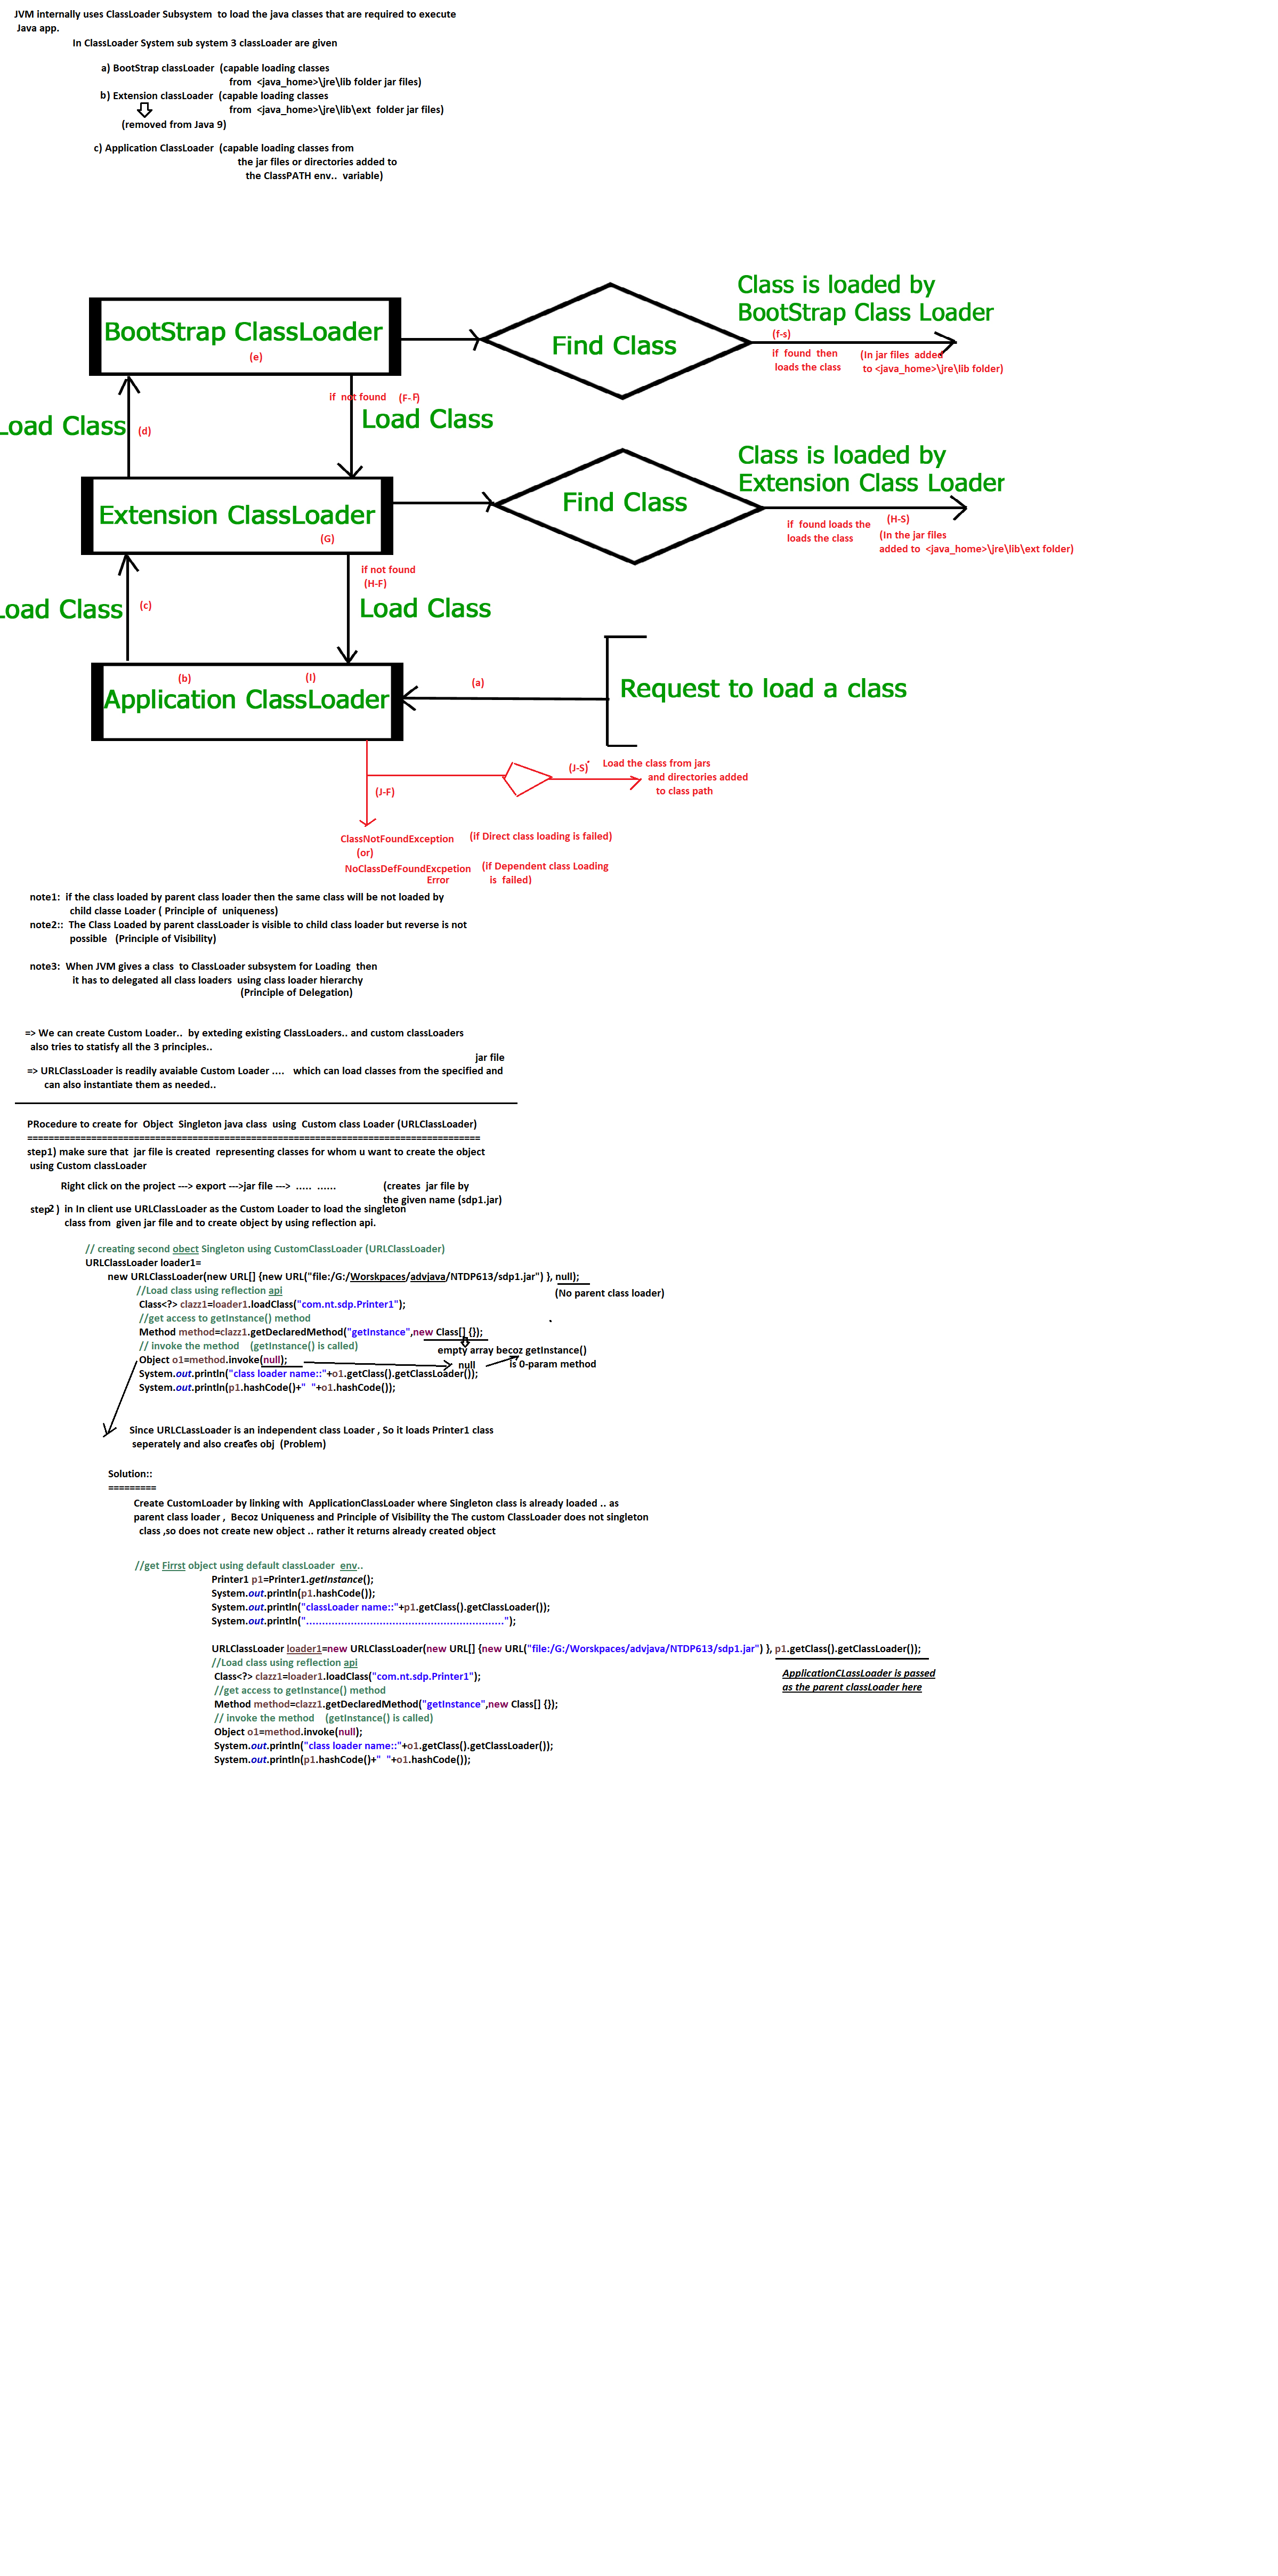 JVM internally uses ClassLoader Subsystem  to load the java classes that are required to execute
Java app.
In ClassLoader System sub system 3 classLoader are given
a) BootStrap classLoader  (capable loading classes
from  <java_home>\jre\lib folder jar files)
b) Extension classLoader  (capable loading classes
from  <java_home>\jre\lib\ext  folder jar files)
(removed from Java 9)
c) Application ClassLoader  (capable loading classes from
the jar files or directories added to
the ClassPATH env..  variable)
Class is loaded by
BootStrap Class Loader
BootStrap ClassLoader
(e)
Find Class
(f-s)
if  found  then
loads the class
(In jar files  added
to <java_home>\jre\lib folder)
if  not found    (F-F)
Load Class
(d)
Load Class
Class is loaded by
Extension Class Loader
Extension ClassLoader
(G)
Find Class
(H-S)
if  found loads the
loads the class
(In the jar files
added to  <java_home>\jre\lib\ext folder)
if not found
(H-F)
Load Class
(c)
Load Class
(b)
(I)
Application ClassLoader
(a)
Request to load a class
(J-S)
Load the class from jars
and directories added
to class path
(J-F)
ClassNotFoundException      (if Direct class loading is failed)
(or)
NoClassDefFoundExcpetion    (if Dependent class Loading
Error
is  failed)
note1:  if the class loaded by parent class loader then the same class will be not loaded by
child classe Loader ( Principle of  uniqueness)
note2::  The Class Loaded by parent classLoader is visible to child class loader but reverse is not
possible   (Principle of Visibility)
note3:  When JVM gives a class  to ClassLoader subsystem for Loading  then
it has to delegated all class loaders  using class loader hierarchy
(Principle of Delegation)
=> We can create Custom Loader..  by exteding existing ClassLoaders.. and custom classLoaders
also tries to statisfy all the 3 principles..
jar file
=> URLClassLoader is readily avaiable Custom Loader ....   which can load classes from the specified and
can also instantiate them as needed..
PRocedure to create for  Object  Singleton java class  using  Custom class Loader (URLClassLoader)
=====================================================================================
step1) make sure that  jar file is created  representing classes for whom u want to create the object
using Custom classLoader
Right click on the project ---> export --->jar file --->  .....  ......
(creates  jar file by
the given name (sdp1.jar)
step2 )  in In client use URLClassLoader as the Custom Loader to load the singleton
class from  given jar file and to create object by using reflection api.
// creating second obect Singleton using CustomClassLoader (URLClassLoader)
URLClassLoader loader1=
new URLClassLoader(new URL[] {new URL("file:/G:/Worskpaces/advjava/NTDP613/sdp1.jar") }, null);
(No parent class loader)
//Load class using reflection api
Class<?> clazz1=loader1.loadClass("com.nt.sdp.Printer1");
//get access to getInstance() method
Method method=clazz1.getDeclaredMethod("getInstance",new Class[] {});
// invoke the method    (getInstance() is called)
empty array becoz getInstance()
is 0-param method
Object o1=method.invoke(null);
null
System.out.println("class loader name::"+o1.getClass().getClassLoader());
System.out.println(p1.hashCode()+"  "+o1.hashCode());
Since URLCLassLoader is an independent class Loader , So it loads Printer1 class
seperately and also creates obj  (Problem)
Solution::
=========
Create CustomLoader by linking with  ApplicationClassLoader where Singleton class is already loaded .. as
parent class loader ,  Becoz Uniqueness and Principle of Visibility the The custom ClassLoader does not singleton
class ,so does not create new object .. rather it returns already created object
//get Firrst object using default classLoader  env..
Printer1 p1=Printer1.getInstance();
System.out.println(p1.hashCode());
System.out.println("classLoader name::"+p1.getClass().getClassLoader());
System.out.println("..............................................................");
URLClassLoader loader1=new URLClassLoader(new URL[] {new URL("file:/G:/Worskpaces/advjava/NTDP613/sdp1.jar") }, p1.getClass().getClassLoader());
//Load class using reflection api
ApplicationCLassLoader is passed
as the parent classLoader here
Class<?> clazz1=loader1.loadClass("com.nt.sdp.Printer1");
//get access to getInstance() method
Method method=clazz1.getDeclaredMethod("getInstance",new Class[] {});
// invoke the method    (getInstance() is called)
Object o1=method.invoke(null);
System.out.println("class loader name::"+o1.getClass().getClassLoader());
System.out.println(p1.hashCode()+"  "+o1.hashCode());